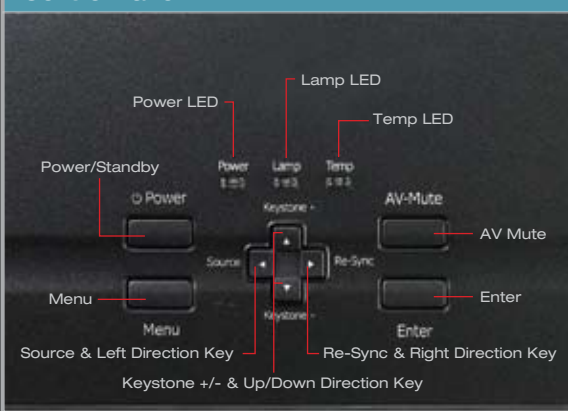 Lamp LED
Power LED
Temp LED
Power/Standby
Power Lamp Temp
Power
AV-Mute
Keystone +
AV Mute
Source
Re-Sync
Menu
Enter
Keystone -
Menu
Enter
Source & Left Direction Key
Re-Sync & Right Direction Key
Keystone +/- & Up/Down Direction Key